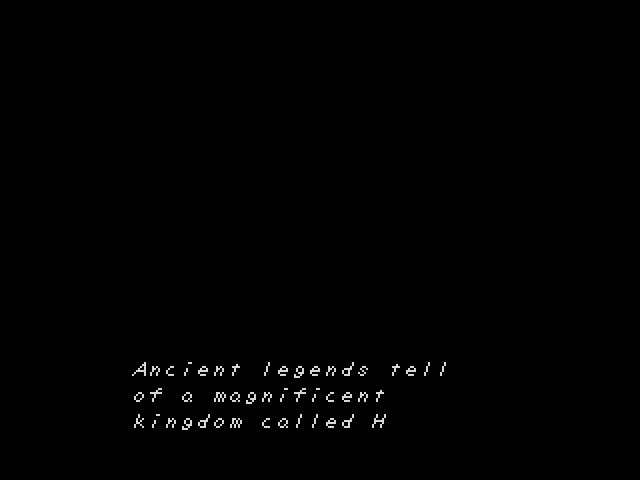 Ancient legends tell
of a magnificent
kingdom called H